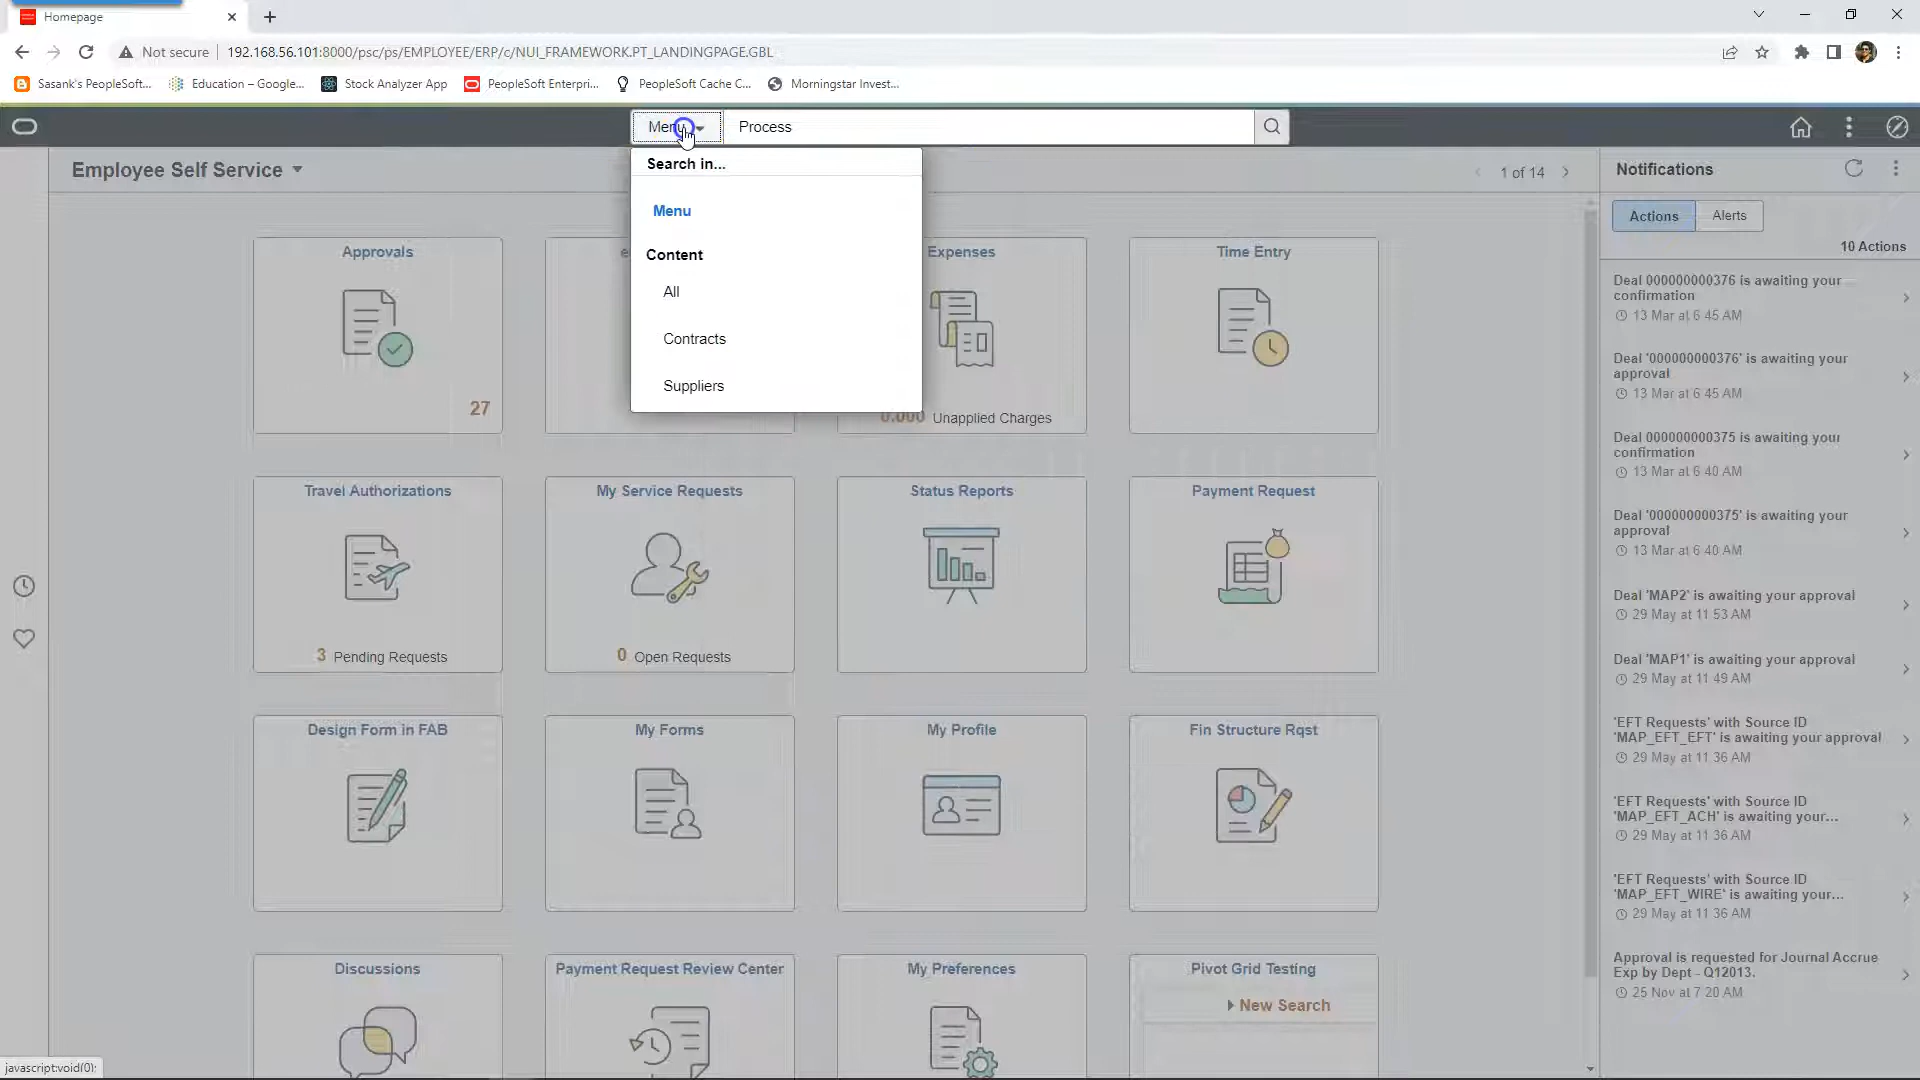 Homepage
Not secure
192.168.56.101:8000/psc/ps/EMPLOYEE/ERP/c/NUI_FRAMEWORK.PT_LANDINGPAGE.GBL
Sasank's PeopleSoft...
Education – Google...
Stock Analyzer App
PeopleSoft Enterpri...
PeopleSoft Cache C...
Morningstar Invest...
Menu
Process
Search in...
Menu
Content
All
Contracts
Suppliers
Employee Self Service
1 of 14
Approvals
27
Expenses
0.000 Unapplied Charges
Time Entry
Travel Authorizations
3 Pending Requests
My Service Requests
0 Open Requests
Status Reports
Payment Request
Design Form in FAB
My Forms
My Profile
Fin Structure Rqst
Discussions
Payment Request Review Center
My Preferences
Pivot Grid Testing
New Search
Notifications
Actions
Alerts
10 Actions
Deal 000000000376 is awaiting your
confirmation
13 Mar at 6 45 AM
Deal '000000000376' is awaiting your
approval
13 Mar at 6 45 AM
Deal 000000000375 is awaiting your
confirmation
13 Mar at 6 40 AM
Deal '000000000375' is awaiting your
approval
13 Mar at 6 40 AM
Deal 'MAP2' is awaiting your approval
29 May at 11 53 AM
Deal 'MAP1' is awaiting your approval
29 May at 11 49 AM
'EFT Requests' with Source ID
'MAP_EFT_EFT' is awaiting your approval
29 May at 11 36 AM
'EFT Requests' with Source ID
'MAP_EFT_ACH' is awaiting your...
29 May at 11 36 AM
'EFT Requests' with Source ID
'MAP_EFT_WIRE' is awaiting your...
29 May at 11 36 AM
Approval is requested for Journal Accrue
Exp by Dept - Q12013.
25 Nov at 7 20 AM
javascript:void(0);